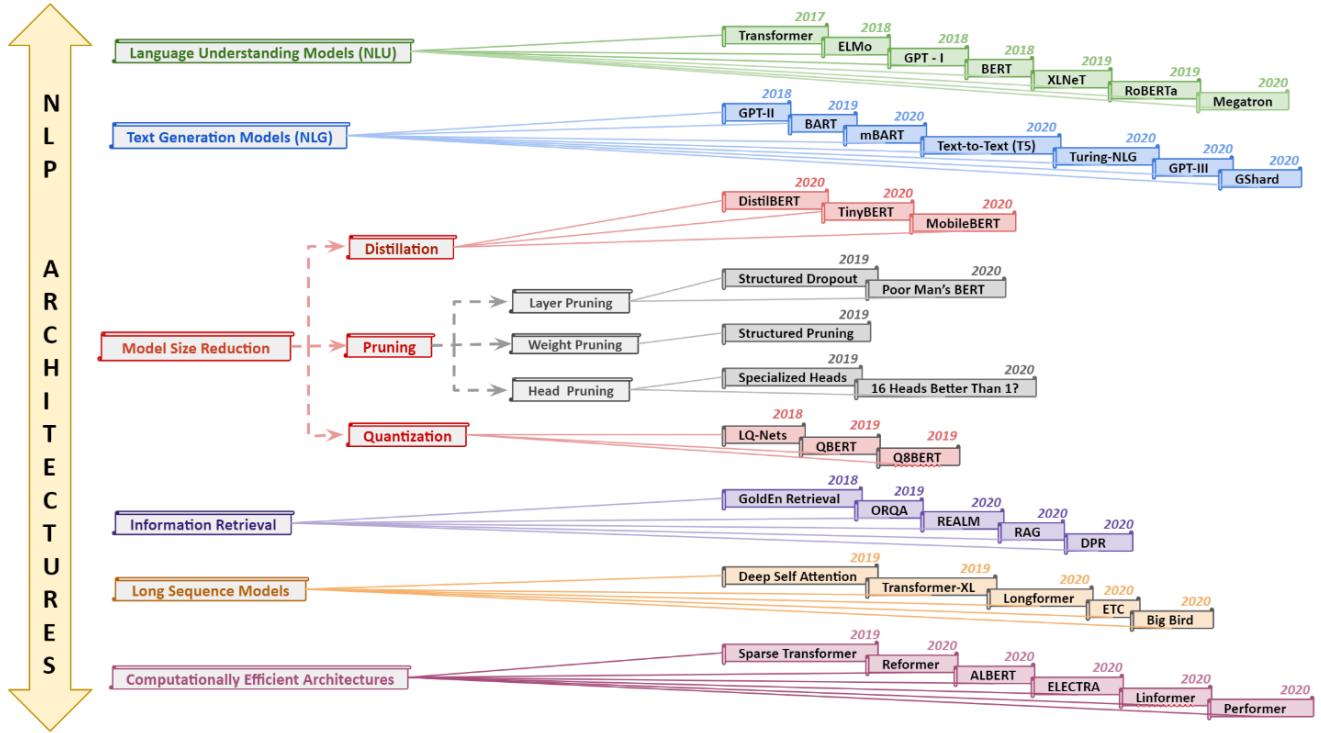 NLP ARCHITECTURES
Language Understanding Models (NLU)
2017
Transformer
2018
ELMo
2018
GPT - I
2018
BERT
2019
XLNeT
2019
RoBERTa
2020
Megatron
Text Generation Models (NLG)
2018
GPT-II
2019
BART
2020
mBART
2020
Text-to-Text (T5)
2020
Turing-NLG
2020
GPT-III
2020
GShard
Model Size Reduction
Distillation
2020
DistilBERT
2020
TinyBERT
2020
MobileBERT
Pruning
Layer Pruning
2019
Structured Dropout
2020
Poor Man's BERT
Weight Pruning
2019
Structured Pruning
Head Pruning
2019
Specialized Heads
2020
16 Heads Better Than 1?
Quantization
2018
LQ-Nets
2019
QBERT
2019
Q8BERT
Information Retrieval
2018
GoldEn Retrieval
2019
ORQA
2020
REALM
2020
RAG
2020
DPR
Long Sequence Models
2019
Deep Self Attention
2019
Transformer-XL
2020
Longformer
2020
ETC
2020
Big Bird
Computationally Efficient Architectures
2019
Sparse Transformer
2020
Reformer
2020
ALBERT
2020
ELECTRA
2020
Linformer
2020
Performer